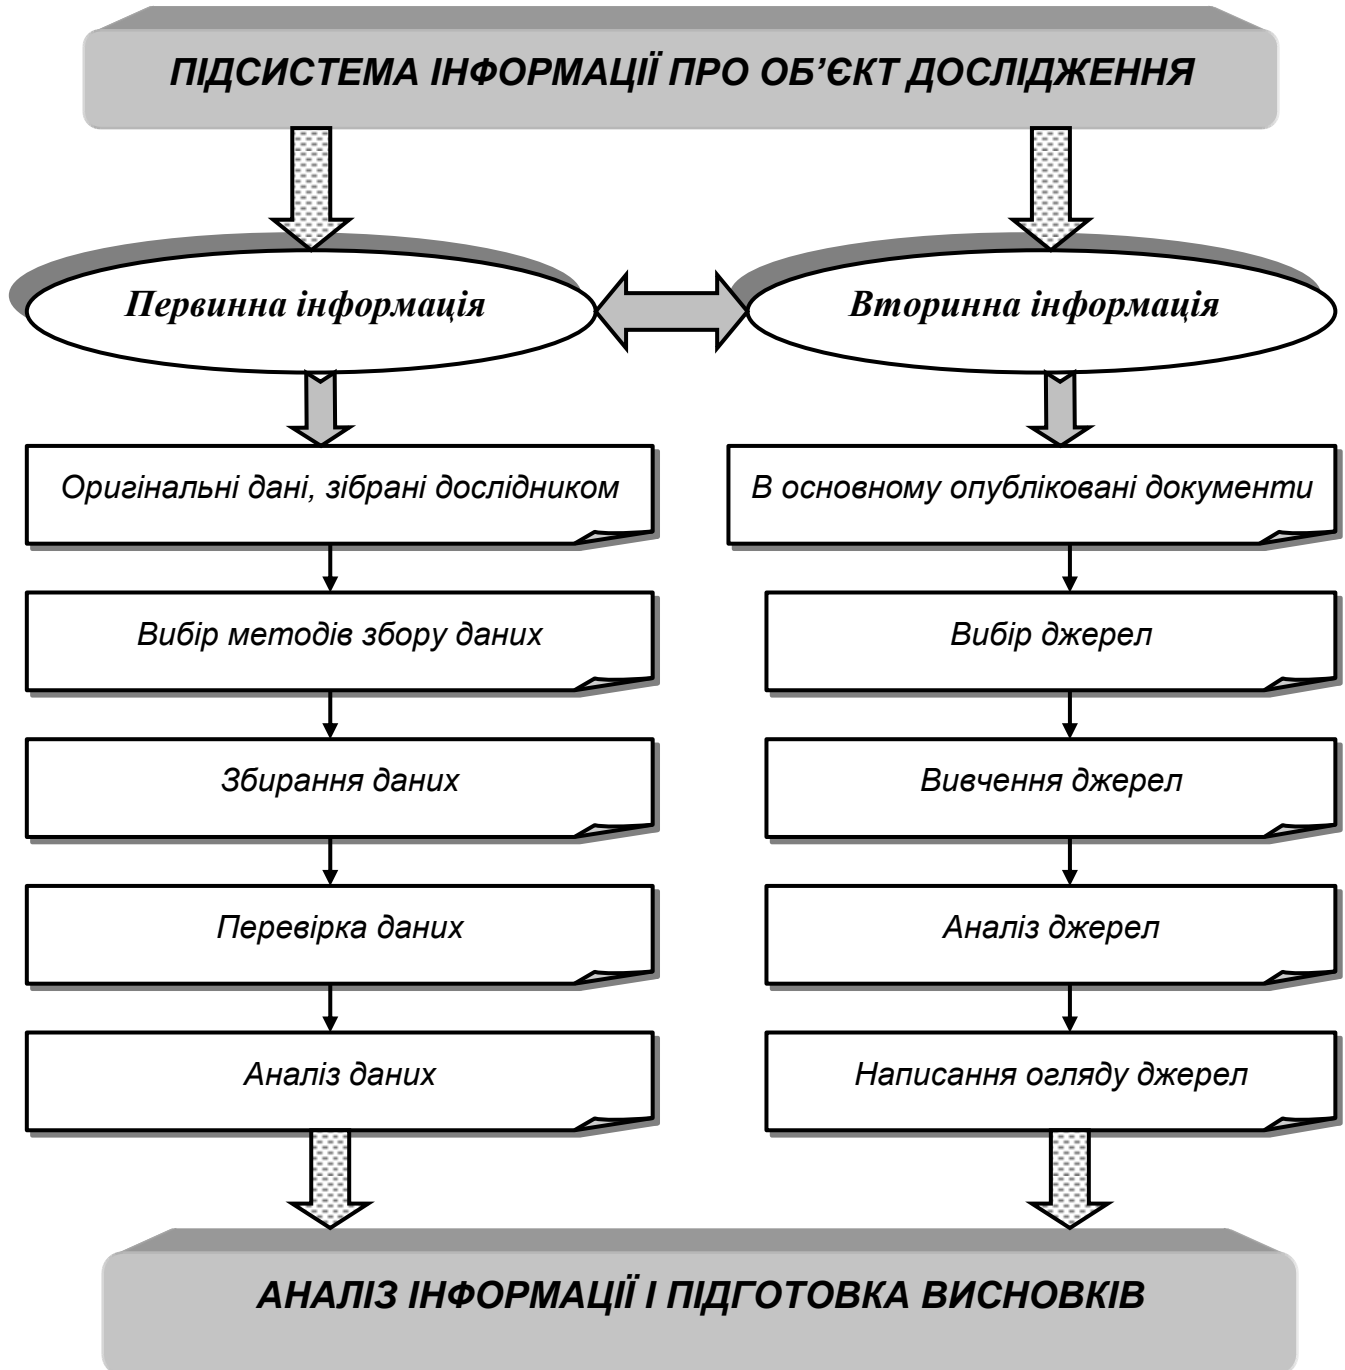 ПІДСИСТЕМА ІНФОРМАЦІЇ ПРО ОБ’ЄКТ ДОСЛІДЖЕННЯ
Первинна інформація
Вторинна інформація
Оригінальні дані, зібрані дослідником
В основному опубліковані документи
Вибір методів збору даних
Вибір джерел
Збирання даних
Вивчення джерел
Перевірка даних
Аналіз джерел
Аналіз даних
Написання огляду джерел
АНАЛІЗ ІНФОРМАЦІЇ І ПІДГОТОВКА ВИСНОВКІВ